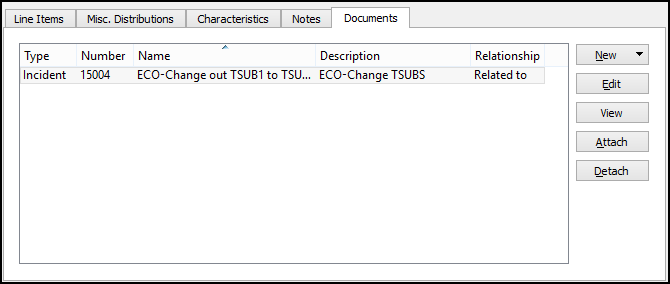 Line Items Misc. Distributions Characteristics Notes Documents
Type Number Name Description Relationship
Incident 15004 ECO-Change out TSUB1 to TSU... ECO-Change TSUBS Related to
New
Edit
View
Attach
Detach